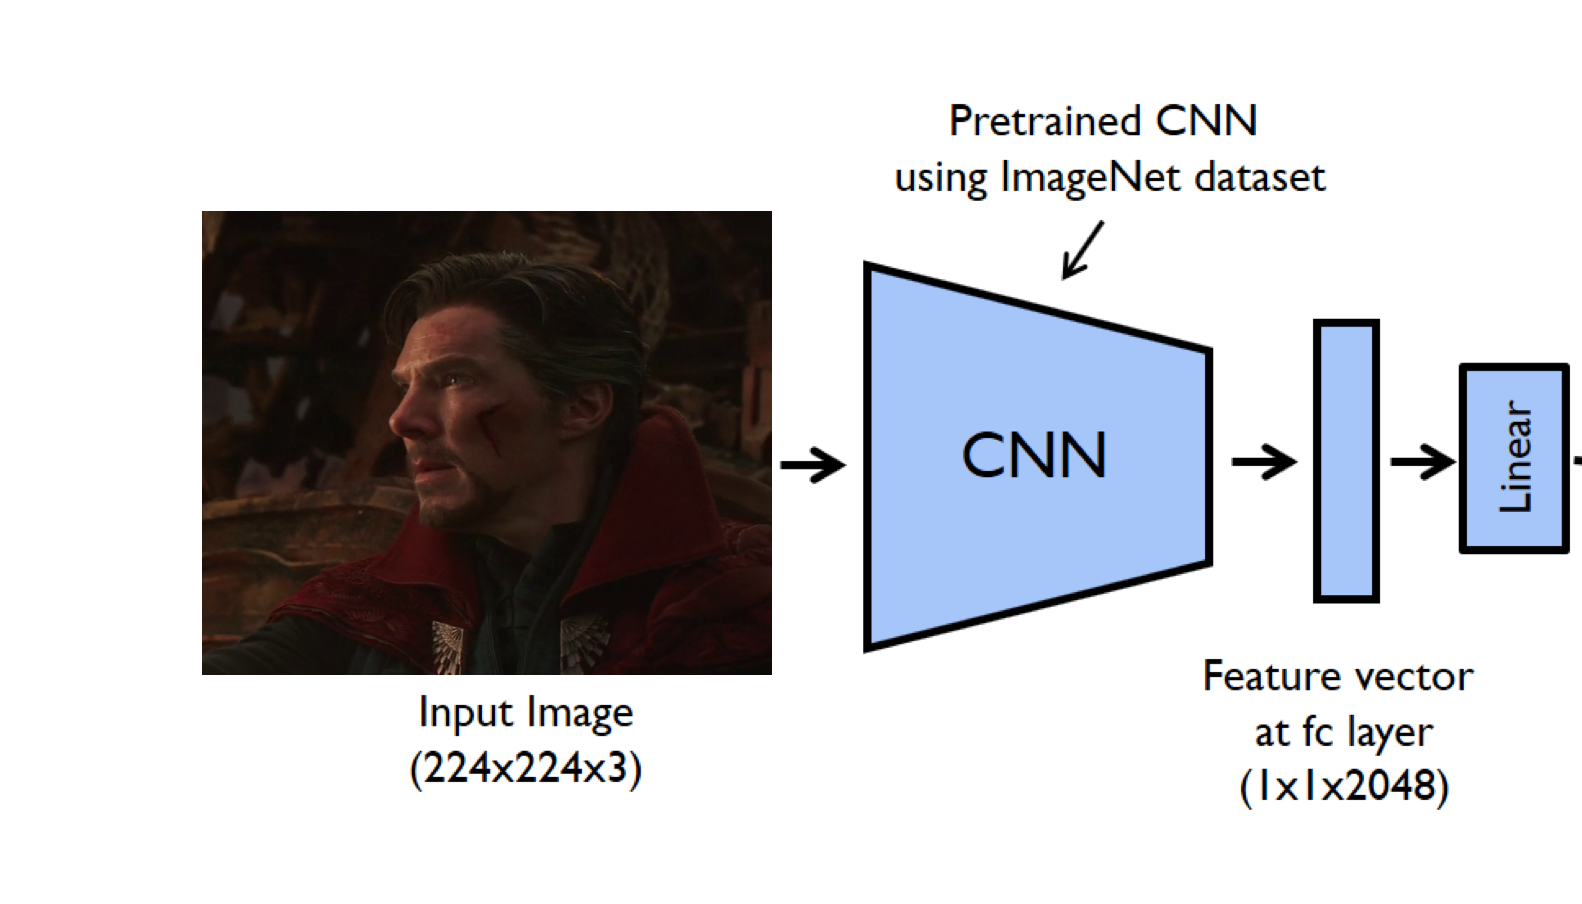 Pretrained CNN
using ImageNet dataset
CNN
Linear
Input Image
(224x224x3)
Feature vector
at fc layer
(1x1x2048)